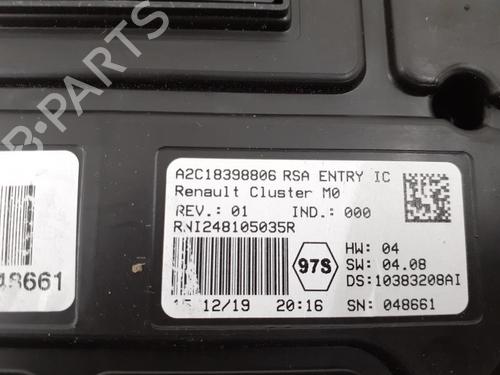 B-Parts
A2C18398806 RSA ENTRY IC
Renault Cluster M0
REV.: 01 IND.: 000
RNI248105035R
97S
HW: 04
SW: 04.08
DS:10383208AI
12/19 20:16 SN: 048661
48661